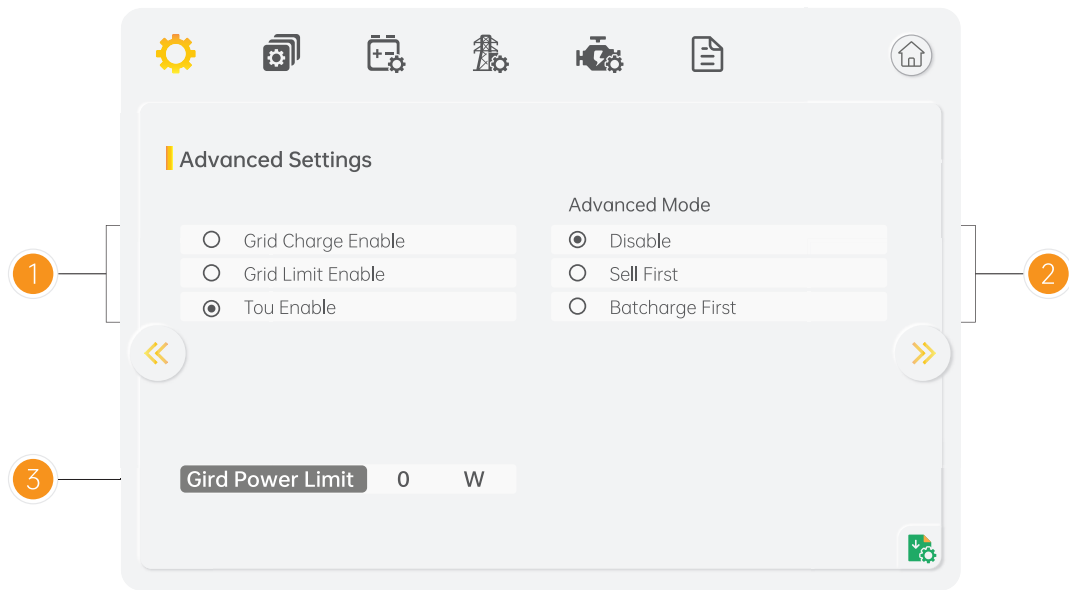 Advanced Settings
Advanced Mode
Grid Charge Enable
Disable
1
Grid Limit Enable
Sell First
2
Tou Enable
Batcharge First
3
Gird Power Limit 0 W